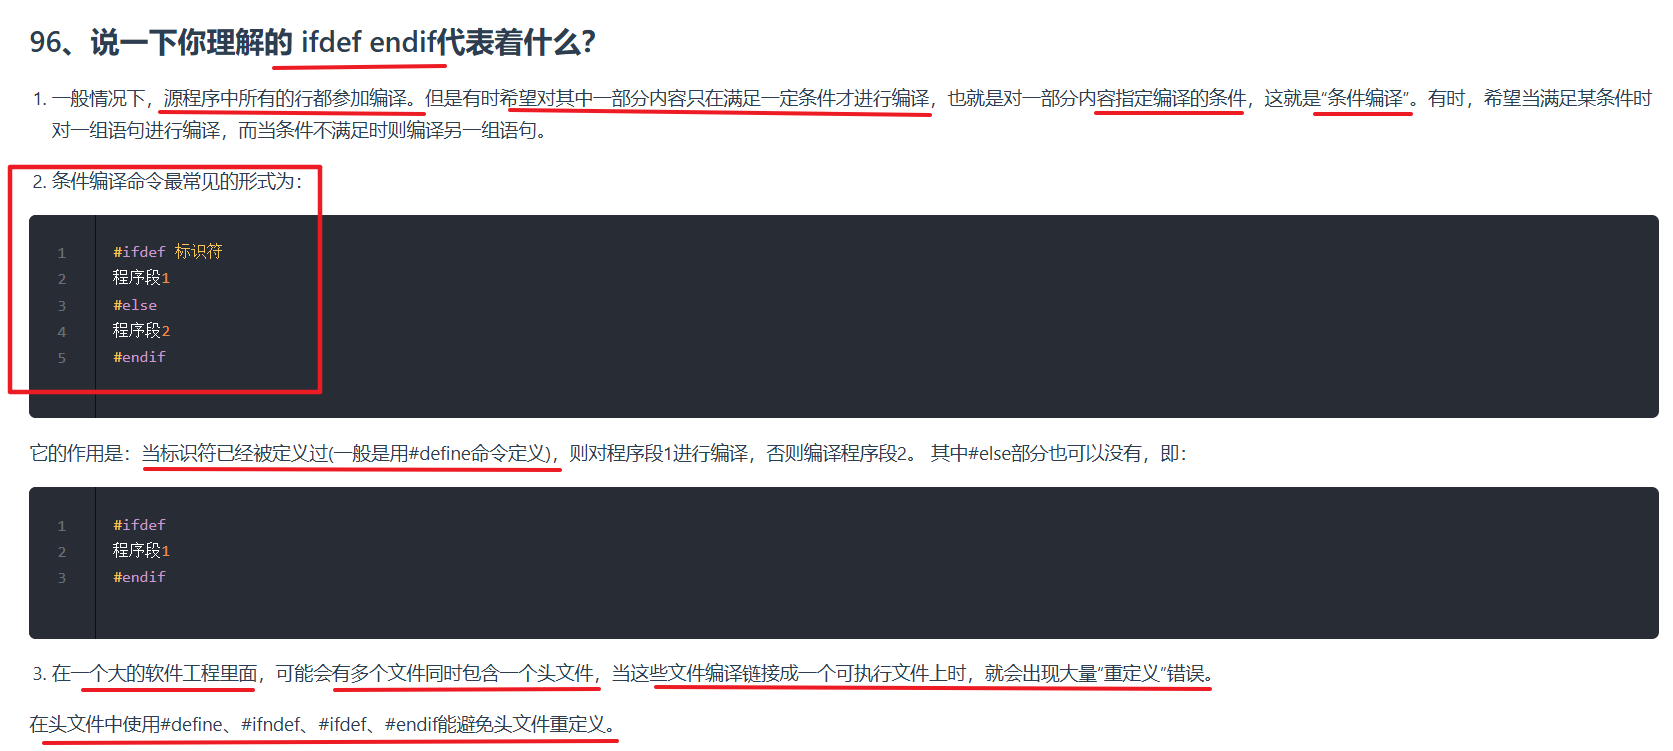 96、说一下你理解的 ifdef endif代表着什么？
1. 一般情况下，源程序中所有的行都参加编译。但是有时希望对其中一部分内容只在满足一定条件才进行编译，也就是对一部分内容指定编译的条件，这就是“条件编译”。有时，希望当满足某条件时
对一组语句进行编译，而当条件不满足时则编译另一组语句。
2. 条件编译命令最常见的形式为：
1 #ifdef 标识符
2 程序段1
3 #else
4 程序段2
5 #endif
它的作用是：当标识符已经被定义过(一般是用#define命令定义)，则对程序段1进行编译，否则编译程序段2。 其中#else部分也可以没有，即：
1 #ifdef
2 程序段1
3 #endif
3. 在一个大的软件工程里面，可能会有多个文件同时包含一个头文件，当这些文件编译链接成一个可执行文件上时，就会出现大量“重定义”错误。
在头文件中使用#define、#ifndef、#ifdef、#endif能避免头文件重定义。